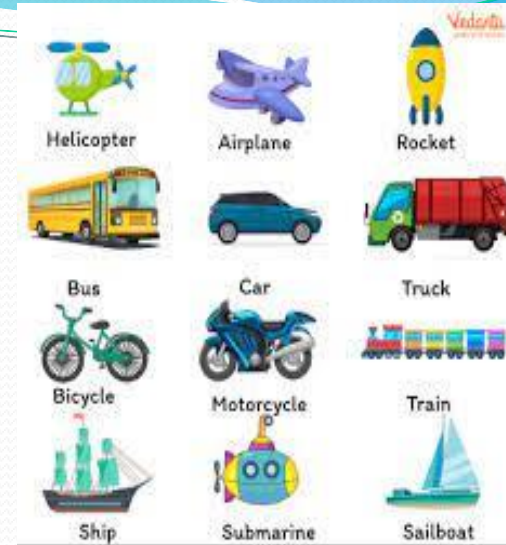 Vedantu
Helicopter Airplane Rocket
Bus Car Truck
Bicycle Motorcycle Train
Ship Submarine Sailboat